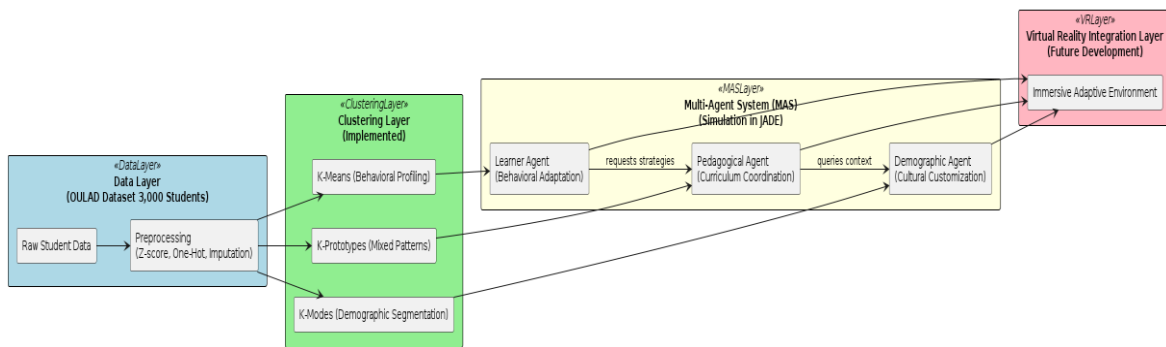 «DataLayer»
Data Layer
(OULAD Dataset 3,000 Students)
Raw Student Data
Preprocessing
(Z-score, One-Hot, Imputation)
«ClusteringLayer»
Clustering Layer
(Implemented)
K-Means (Behavioral Profiling)
K-Prototypes (Mixed Patterns)
K-Modes (Demographic Segmentation)
«MASLayer»
Multi-Agent System (MAS)
(Simulation in JADE)
Learner Agent
(Behavioral Adaptation)
requests strategies
Pedagogical Agent
(Curriculum Coordination)
queries context
Demographic Agent
(Cultural Customization)
«VRLayer»
Virtual Reality Integration Layer
(Future Development)
Immersive Adaptive Environment